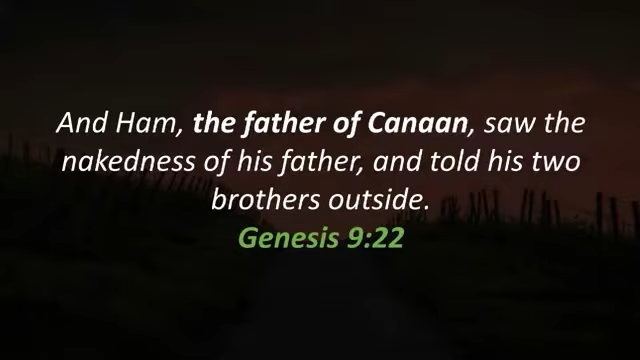 And Ham, the father of Canaan, saw the
nakedness of his father, and told his two
brothers outside.
Genesis 9:22